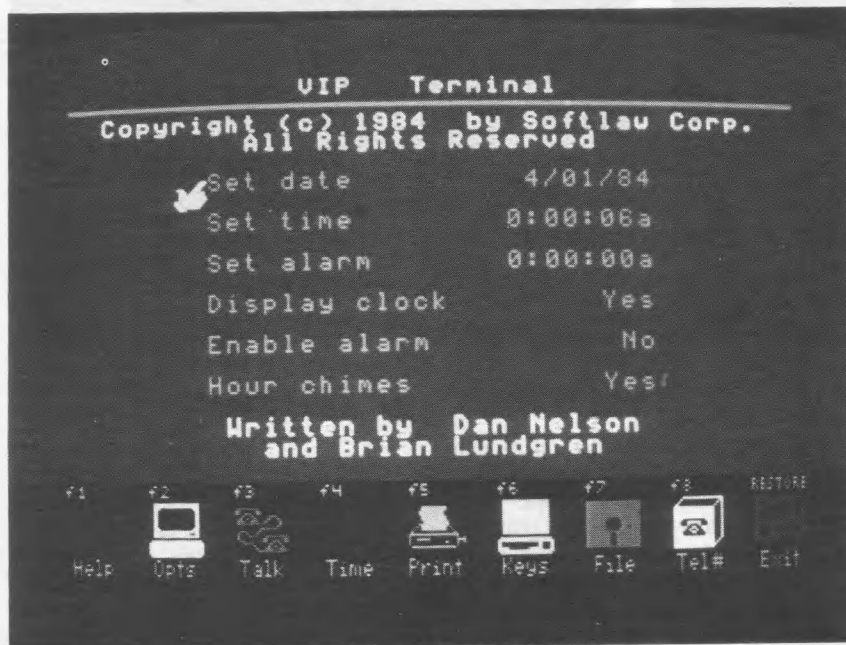 VIP Terminal
Copyright (c) 1984 by Softlaw Corp.
All Rights Reserved
Set date 4/01/84
Set time 0:00:06a
Set alarm 0:00:00a
Display clock Yes
Enable alarm No
Hour chimes Yes
Written by Dan Nelson
and Brian Lundgren
f1 f2 f3 f4 f5 f6 f7 f8 RESTORE
Help Opts Talk Time Print Keys File Tel# Exit